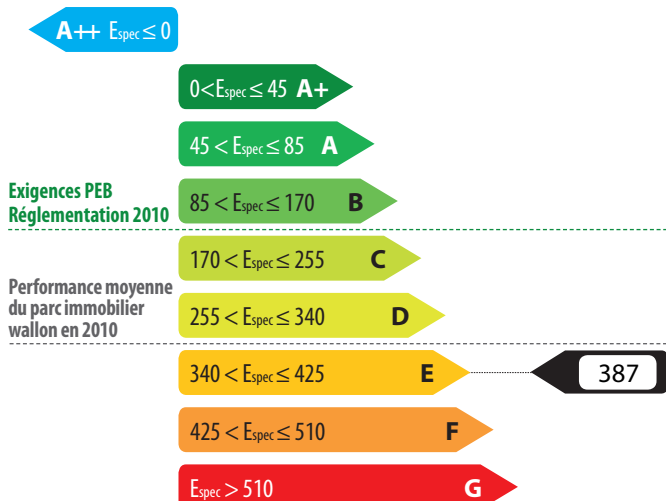 A++ Espec ≤ 0
0 < Espec ≤ 45 A+
45 < Espec ≤ 85 A
Exigences PEB
Réglementation 2010
85 < Espec ≤ 170 B
170 < Espec ≤ 255 C
Performance moyenne
du parc immobilier
wallon en 2010
255 < Espec ≤ 340 D
340 < Espec ≤ 425 E 387
425 < Espec ≤ 510 F
Espec > 510 G